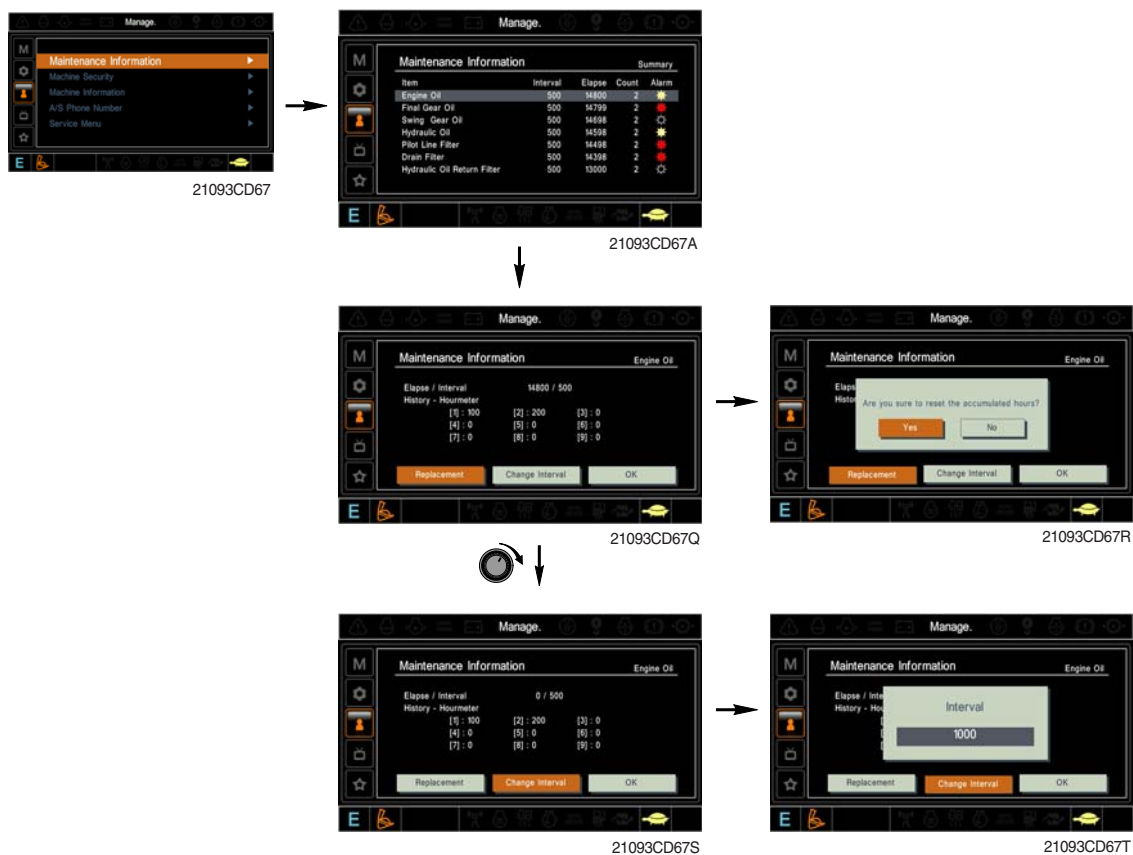 Manage.
M
Maintenance Information
Machine Security
Machine Information
A/S Phone Number
Service Menu
E
21093CD67
Manage.
M
Maintenance Information Summary
Item Interval Elapse Count Alarm
Engine Oil 500 14800 2
Final Gear Oil 500 14799 2
Swing Gear Oil 500 14698 2
Hydraulic Oil 500 14598 2
Pilot Line Filter 500 14498 2
Drain Filter 500 14398 2
Hydraulic Oil Return Filter 500 13000 2
E
21093CD67A
Manage.
M
Maintenance Information Engine Oil
Elapse / Interval 14800 / 500
History - Hourmeter
[1] : 100 [2] : 200 [3] : 0
[4] : 0 [5] : 0 [6] : 0
[7] : 0 [8] : 0 [9] : 0
Replacement Change Interval OK
E
21093CD67Q
Manage.
M
Maintenance Information Engine Oil
Elaps
Histor
Are you sure to reset the accumulated hours?
Yes No
Replacement Change Interval OK
E
21093CD67R
Manage.
M
Maintenance Information Engine Oil
Elapse / Interval 0 / 500
History - Hourmeter
[1] : 100 [2] : 200 [3] : 0
[4] : 0 [5] : 0 [6] : 0
[7] : 0 [8] : 0 [9] : 0
Replacement Change Interval OK
E
21093CD67S
Manage.
M
Maintenance Information Engine Oil
Elapse / Inte
History - Hou
Interval
1000
Replacement Change Interval OK
E
21093CD67T